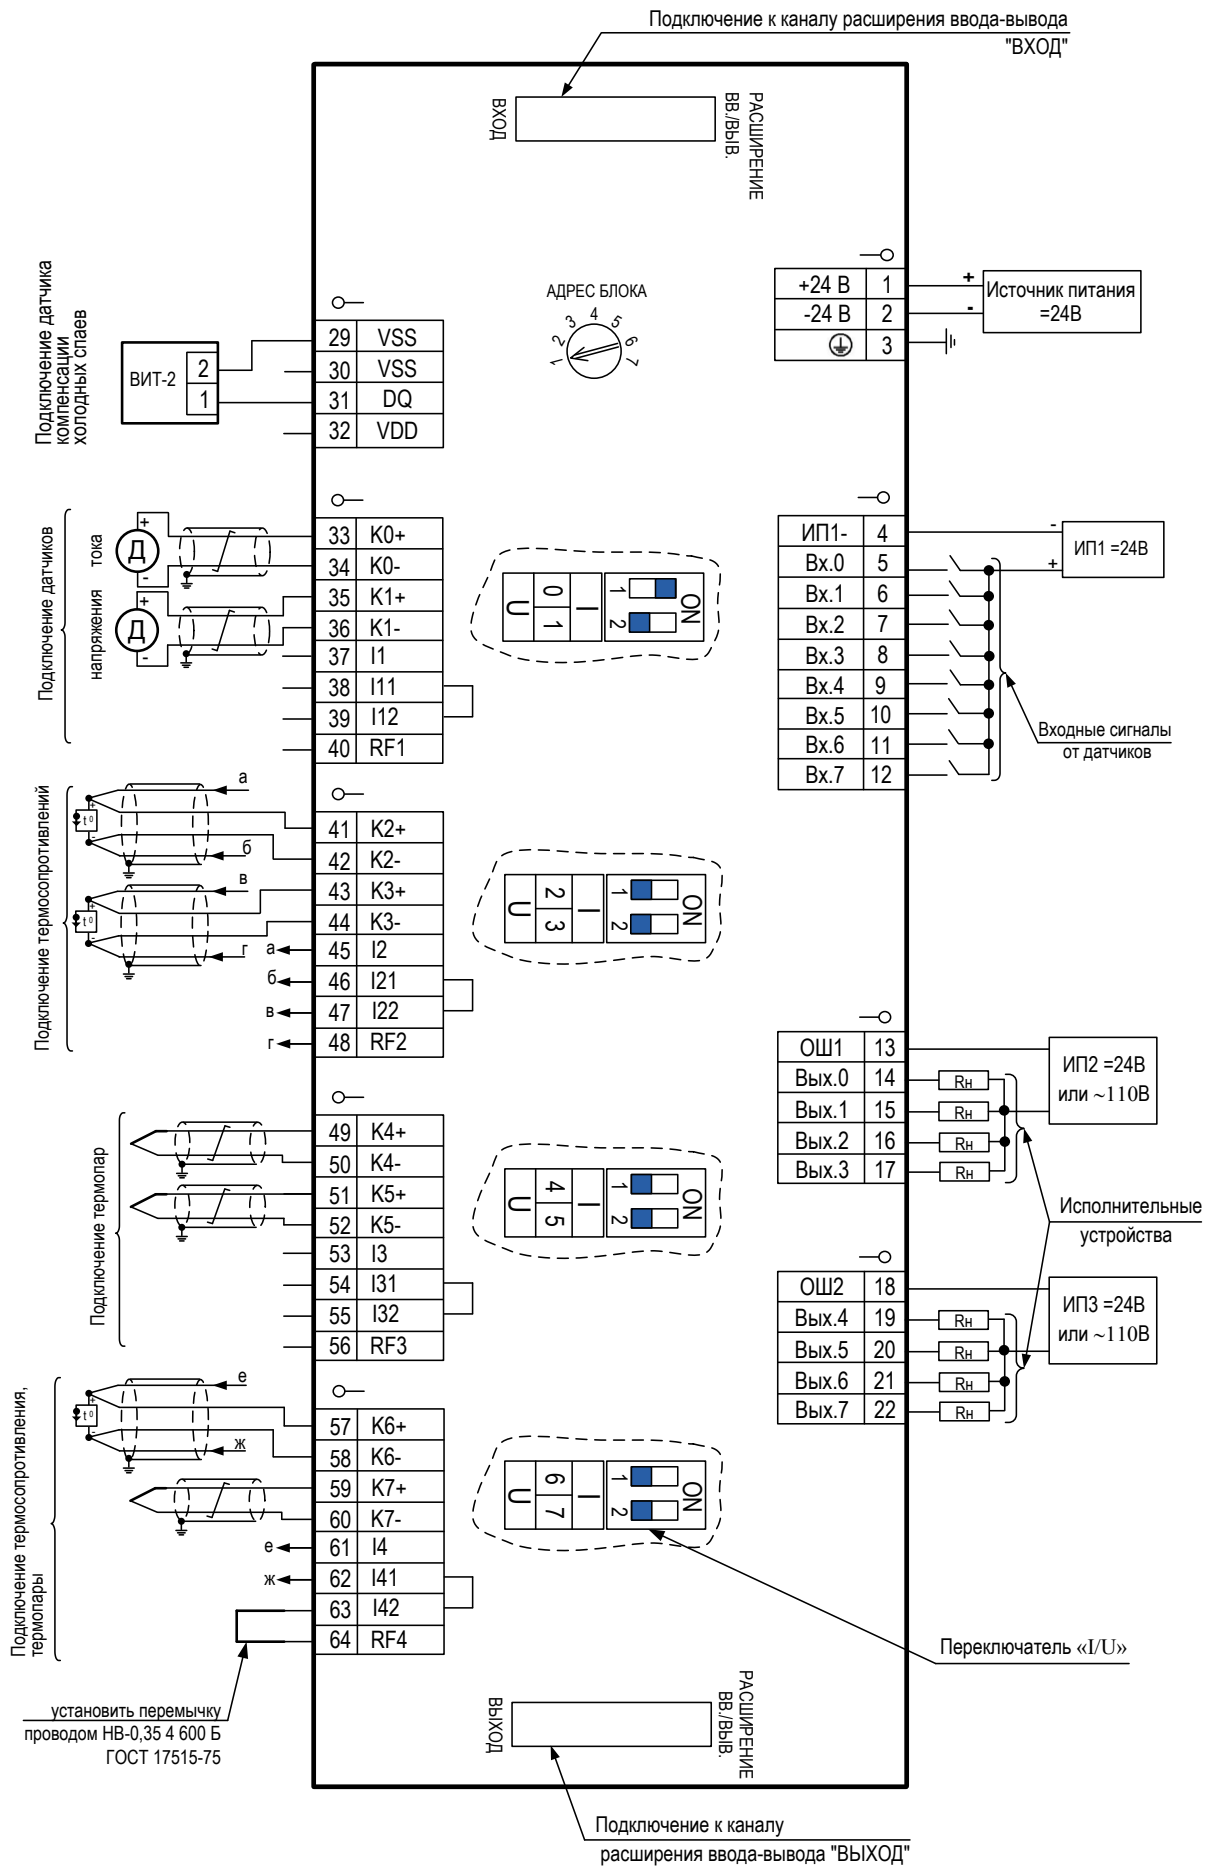 Подключение к каналу расширения ввода-вывода
"ВХОД"
ВХОД
РАСШИРЕНИЕ
ВВ./ВЫВ.
АДРЕС БЛОКА
1 2 3 4 5 6 7
Подключение датчика
компенсации
холодных спаев
ВИТ-2
2
1
29 VSS
30 VSS
31 DQ
32 VDD
+24 В 1
-24 В 2
3
+
-
Источник питания
=24В
Подключение датчиков
тока
напряжения
+
Д
-
+
Д
-
33 K0+
34 K0-
35 K1+
36 K1-
37 I1
38 I11
39 I12
40 RF1
U
0 1
I
1 2
ON
ИП1- 4
Вх.0 5
Вх.1 6
Вх.2 7
Вх.3 8
Вх.4 9
Вх.5 10
Вх.6 11
Вх.7 12
-
+
ИП1 =24В
Входные сигналы
от датчиков
Подключение термосопротивлений
а
+
t⁰
-
б
в
+
t⁰
-
г
41 K2+
42 K2-
43 K3+
44 K3-
а 45 I2
б 46 I21
в 47 I22
г 48 RF2
U
2 3
I
1 2
ON
ОШ1 13
Вых.0 14 Rн
Вых.1 15 Rн
Вых.2 16 Rн
Вых.3 17 Rн
ИП2 =24В
или ~110В
Исполнительные
устройства
Подключение термопар
49 K4+
50 K4-
51 K5+
52 K5-
53 I3
54 I31
55 I32
56 RF3
U
4 5
I
1 2
ON
ОШ2 18
Вых.4 19 Rн
Вых.5 20 Rн
Вых.6 21 Rн
Вых.7 22 Rн
ИП3 =24В
или ~110В
Подключение термосопротивления,
термопары
е
+
t⁰
-
ж
57 K6+
58 K6-
59 K7+
60 K7-
е 61 I4
ж 62 I41
63 I42
64 RF4
U
6 7
I
1 2
ON
Переключатель «I/U»
установить перемычку
проводом НВ-0,35 4 600 Б
ГОСТ 17515-75
ВЫХОД
РАСШИРЕНИЕ
ВВ./ВЫВ.
Подключение к каналу
расширения ввода-вывода "ВЫХОД"